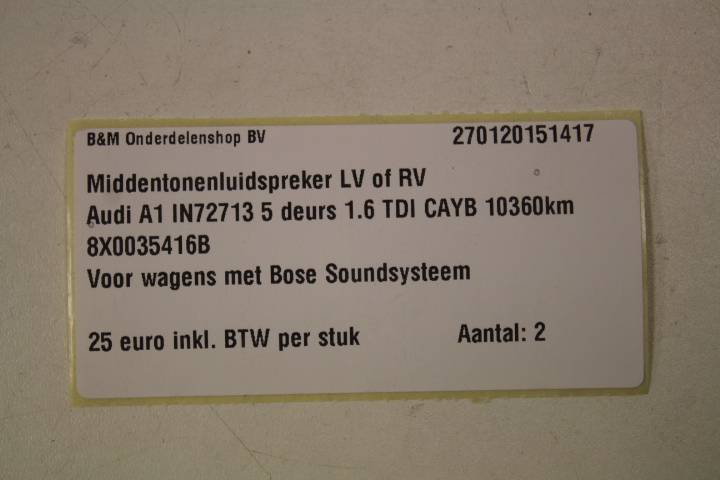 B&M Onderdelenshop BV 270120151417
Middentonenluidspreker LV of RV
Audi A1 IN72713 5 deurs 1.6 TDI CAYB 10360km
8X0035416B
Voor wagens met Bose Soundsysteem
25 euro inkl. BTW per stuk Aantal: 2